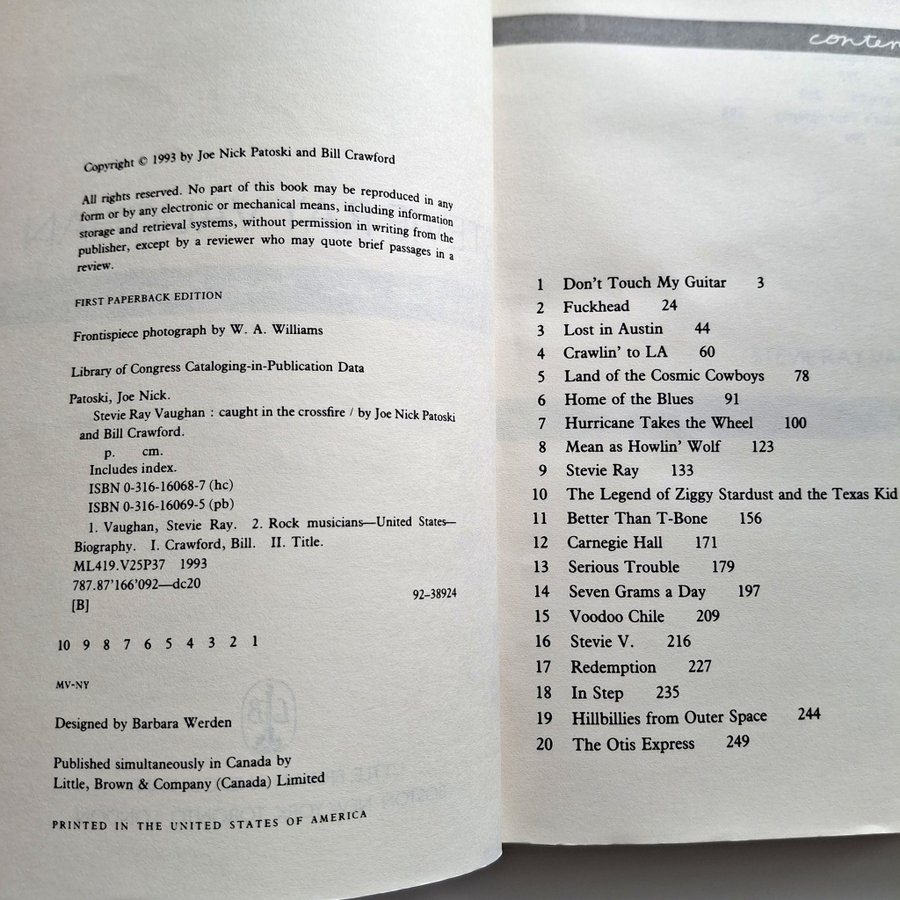 Copyright © 1993 by Joe Nick Patoski and Bill Crawford
All rights reserved. No part of this book may be reproduced in any
form or by any electronic or mechanical means, including information
storage and retrieval systems, without permission in writing from the
publisher, except by a reviewer who may quote brief passages in a
review.
FIRST PAPERBACK EDITION
Frontispiece photograph by W. A. Williams
Library of Congress Cataloging-in-Publication Data
Patoski, Joe Nick.
Stevie Ray Vaughan : caught in the crossfire / by Joe Nick Patoski
and Bill Crawford.
p. cm.
Includes index.
ISBN 0-316-16068-7 (hc)
ISBN 0-316-16069-5 (pb)
1. Vaughan, Stevie Ray. 2. Rock musicians—United States—
Biography. I. Crawford, Bill. II. Title.
ML419.V25P37 1993
787.87'166'092—dc20
[B] 92-38924
10 9 8 7 6 5 4 3 2 1
MV-NY
Designed by Barbara Werden
Published simultaneously in Canada by
Little, Brown & Company (Canada) Limited
PRINTED IN THE UNITED STATES OF AMERICA
conten
1 Don't Touch My Guitar 3
2 Fuckhead 24
3 Lost in Austin 44
4 Crawlin' to LA 60
5 Land of the Cosmic Cowboys 78
6 Home of the Blues 91
7 Hurricane Takes the Wheel 100
8 Mean as Howlin' Wolf 123
9 Stevie Ray 133
10 The Legend of Ziggy Stardust and the Texas Kid
11 Better Than T-Bone 156
12 Carnegie Hall 171
13 Serious Trouble 179
14 Seven Grams a Day 197
15 Voodoo Chile 209
16 Stevie V. 216
17 Redemption 227
18 In Step 235
19 Hillbillies from Outer Space 244
20 The Otis Express 249